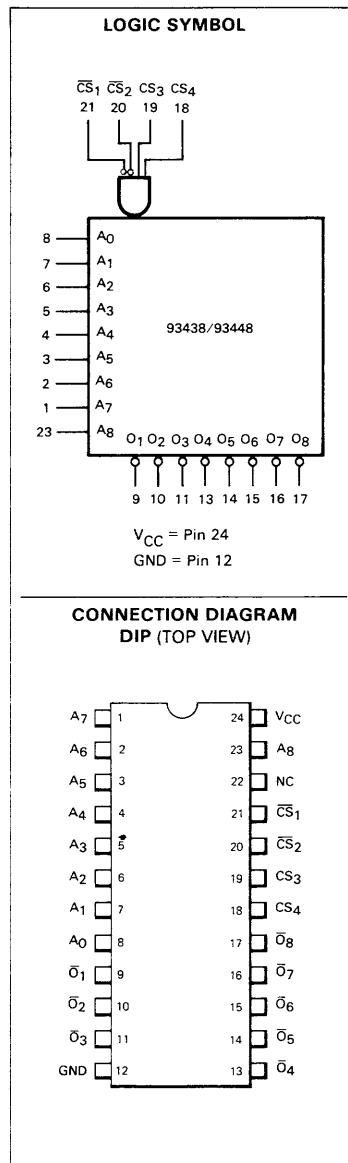 LOGIC SYMBOL
C̅S̅₁ C̅S̅₂ CS₃ CS₄
21 20 19 18
8 A₀
7 A₁
6 A₂
5 A₃
4 A₄
3 A₅
2 A₆
1 A₇
23 A₈
93438/93448
O₁ O₂ O₃ O₄ O₅ O₆ O₇ O₈
9 10 11 13 14 15 16 17
V_CC = Pin 24
GND = Pin 12
CONNECTION DIAGRAM
DIP (TOP VIEW)
A₇ 1 24 V_CC
A₆ 2 23 A₈
A₅ 3 22 NC
A₄ 4 21 C̅S̅₁
A₃ 5 20 C̅S̅₂
A₂ 6 19 CS₃
A₁ 7 18 CS₄
A₀ 8 17 O̅₈
O̅₁ 9 16 O̅₇
O̅₂ 10 15 O̅₆
O̅₃ 11 14 O̅₅
GND 12 13 O̅₄